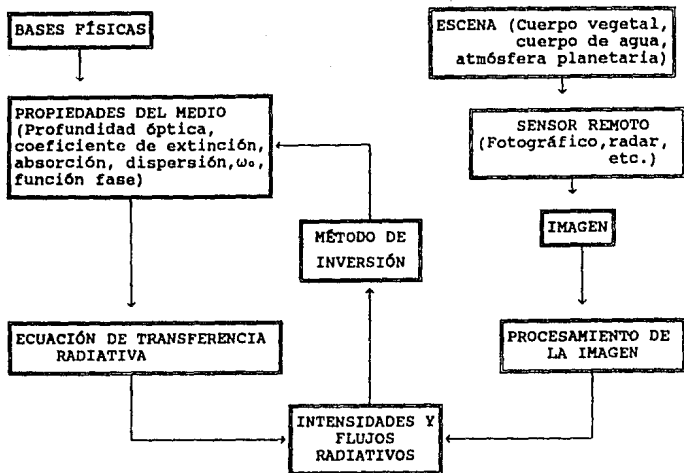 BASES FÍSICAS
PROPIEDADES DEL MEDIO
(Profundidad óptica,
coeficiente de extinción,
absorción, dispersión,ωₒ,
función fase)
ECUACIÓN DE TRANSFERENCIA
RADIATIVA
MÉTODO DE
INVERSIÓN
INTENSIDADES Y
FLUJOS
RADIATIVOS
ESCENA (Cuerpo vegetal,
cuerpo de agua,
atmósfera planetaria)
SENSOR REMOTO
(Fotográfico,radar,
etc.)
IMAGEN
PROCESAMIENTO DE
LA IMAGEN